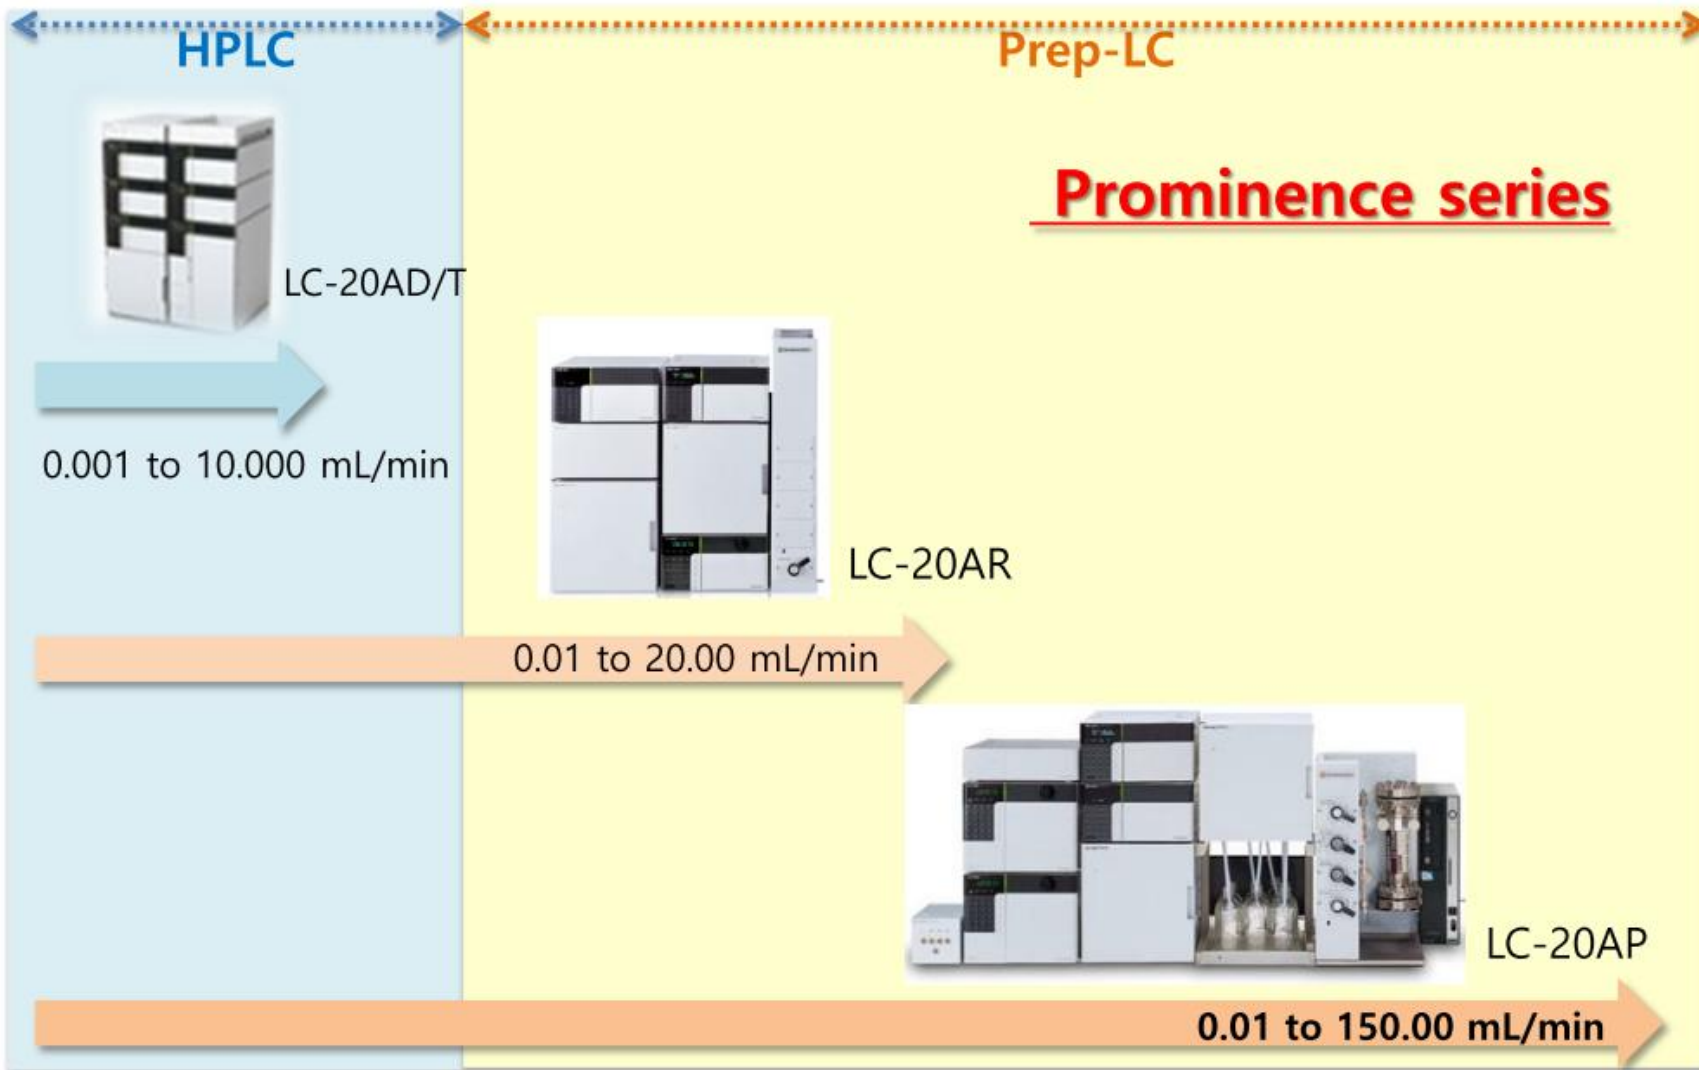 HPLC
Prep-LC
Prominence series
LC-20AD/T
0.001 to 10.000 mL/min
LC-20AR
0.01 to 20.00 mL/min
LC-20AP
0.01 to 150.00 mL/min